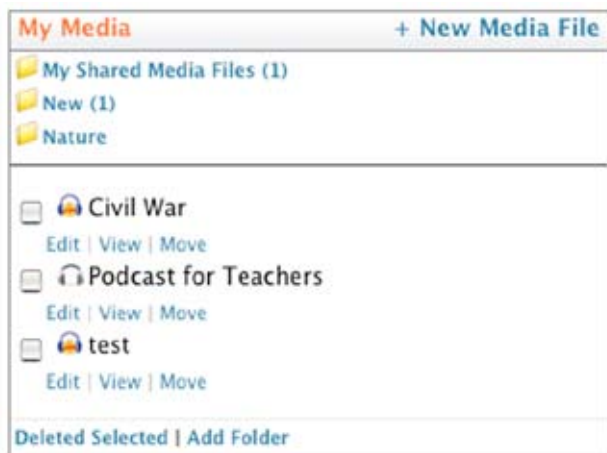 My Media + New Media File
My Shared Media Files (1)
New (1)
Nature
Civil War
Edit | View | Move
Podcast for Teachers
Edit | View | Move
test
Edit | View | Move
Deleted Selected | Add Folder